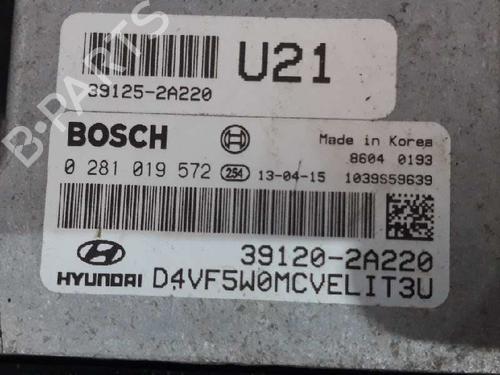 U21
39125-2A220
BOSCH
Made in Korea
8604 0193
0 281 019 572 254 13-04-15 1039S59639
39120-2A220
HYUNDAI D4VF5W0MCVELIT3U
B-PARTS